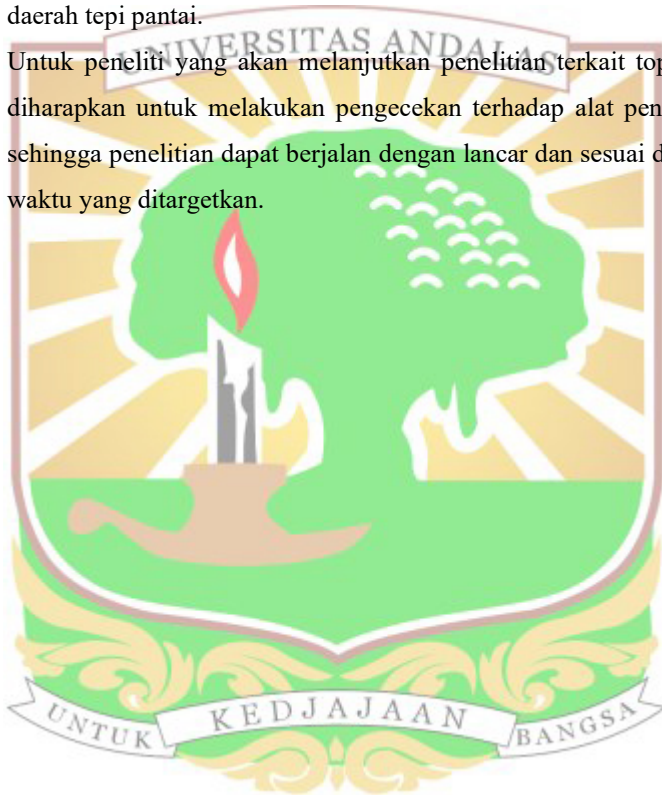 daerah tepi pantai.
UNIVERSITAS ANDALAS
Untuk peneliti yang akan melanjutkan penelitian terkait top
diharapkan untuk melakukan pengecekan terhadap alat pen
sehingga penelitian dapat berjalan dengan lancar dan sesuai d
waktu yang ditargetkan.
UNTUK KEDJAJAAN BANGSA